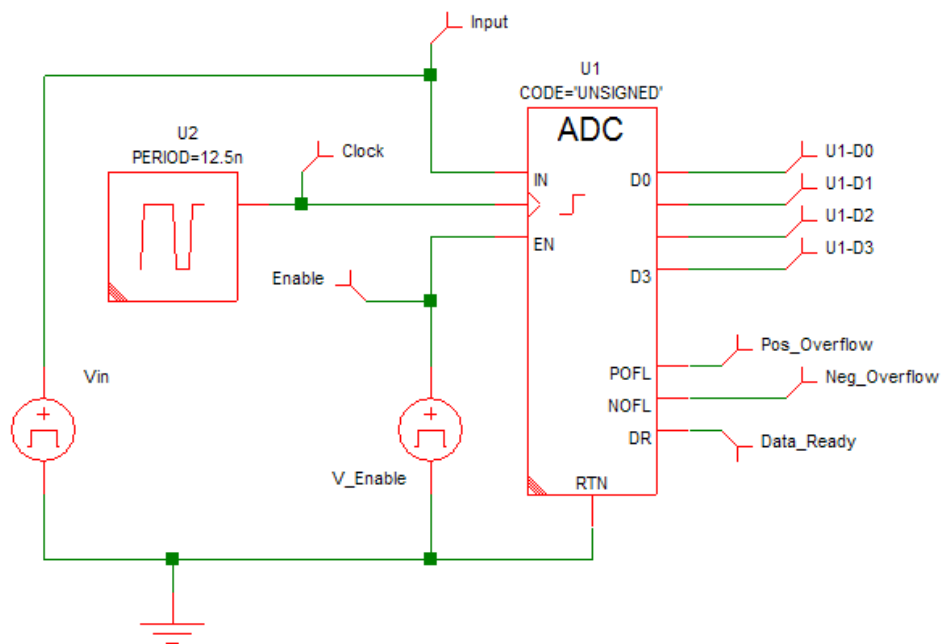 Input
U1
CODE='UNSIGNED'
ADC
U2
PERIOD=12.5n
Clock
IN
D0
U1-D0
U1-D1
EN
U1-D2
Enable
D3
U1-D3
Vin
POFL
Pos_Overflow
NOFL
Neg_Overflow
DR
Data_Ready
V_Enable
RTN